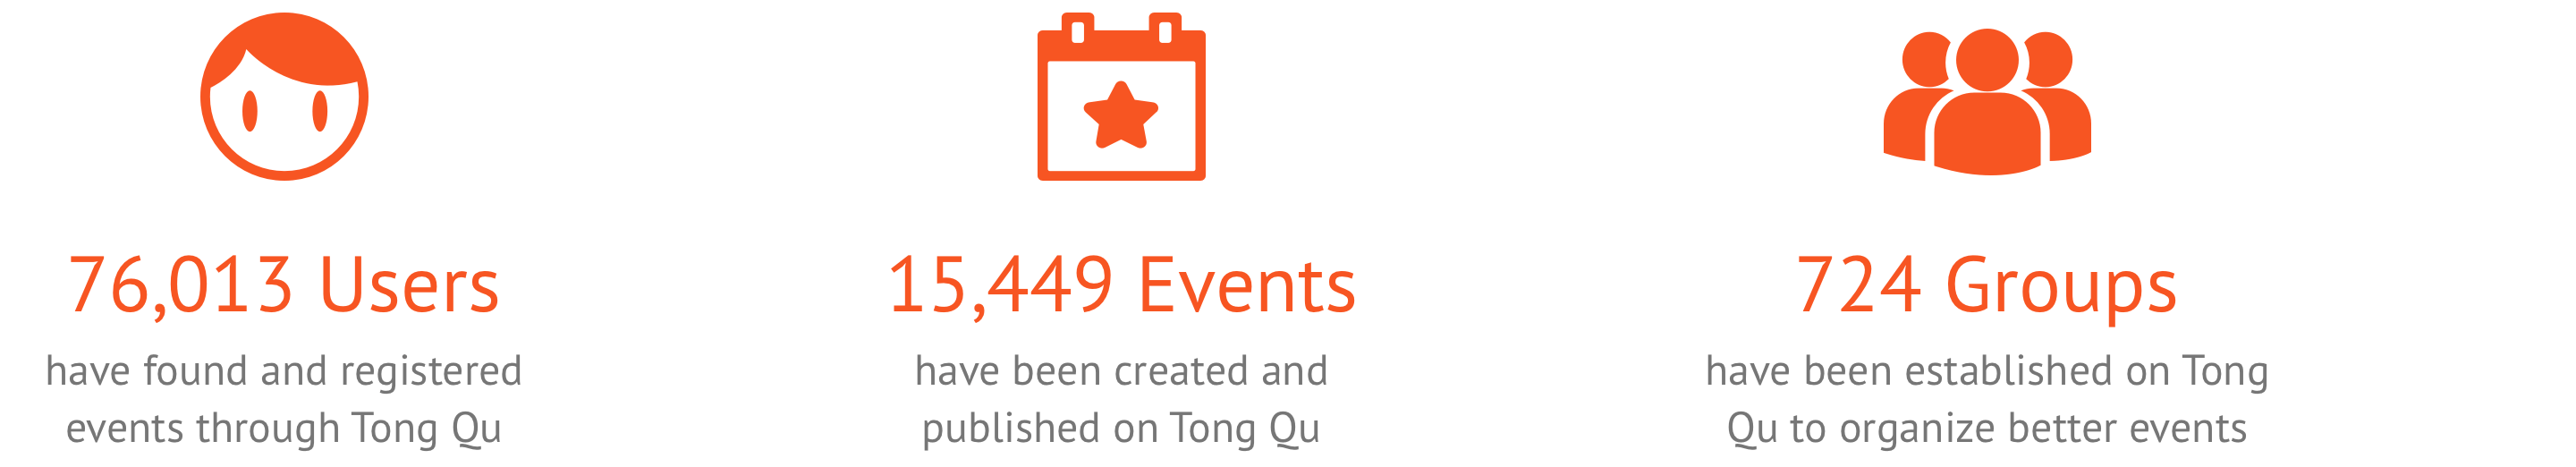 76,013 Users
have found and registered
events through Tong Qu
15,449 Events
have been created and
published on Tong Qu
724 Groups
have been established on Tong
Qu to organize better events